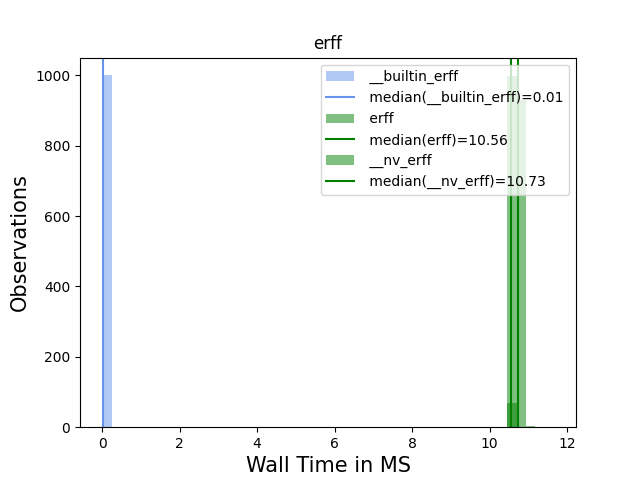 erff
1000
800
600
400
200
0
Observations
__builtin_erff
median(__builtin_erff)=0.01
erff
median(erff)=10.56
__nv_erff
median(__nv_erff)=10.73
0 2 4 6 8 10 12
Wall Time in MS